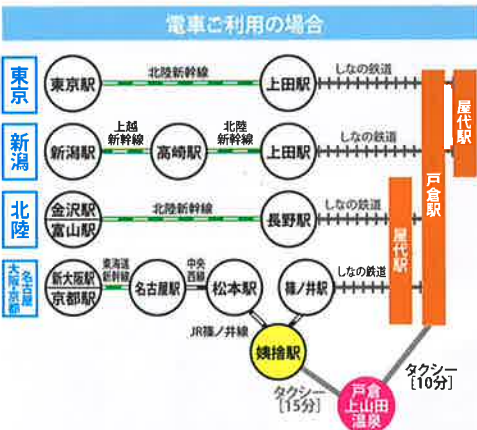 電車ご利用の場合
東京
東京駅
北陸新幹線
上田駅
しなの鉄道
屋代駅
戸倉駅
新潟
新潟駅
上越
新幹線
高崎駅
北陸
新幹線
上田駅
しなの鉄道
北陸
金沢駅
富山駅
北陸新幹線
長野駅
しなの鉄道
屋代駅
名古屋
大阪・京都
新大阪駅
京都駅
東海道
新幹線
名古屋駅
中央
西線
松本駅
篠ノ井駅
しなの鉄道
JR篠ノ井線
姨捨駅
タクシー
[15分]
タクシー
[10分]
戸倉
上山田
温泉